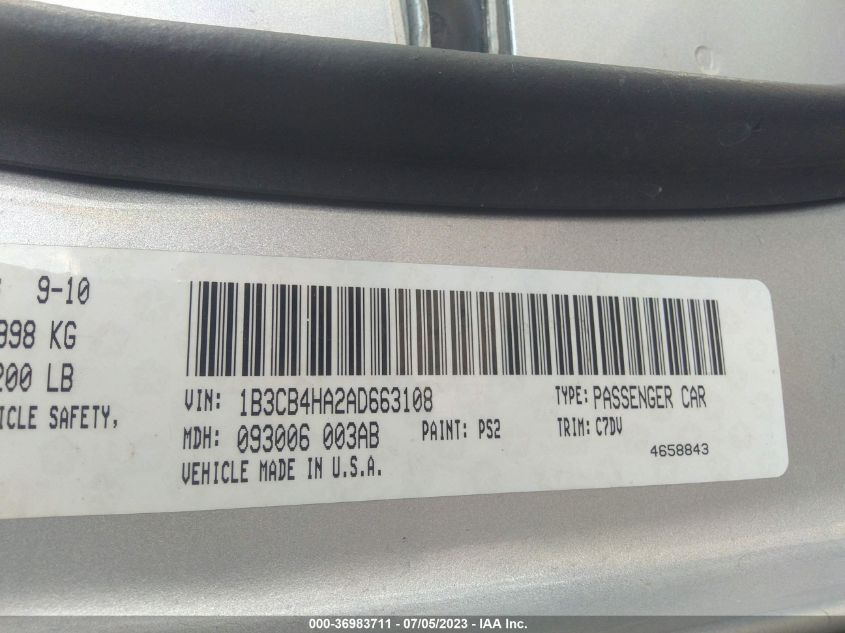 9-10
998 KG
200 LB
ICLE SAFETY,
VIN: 1B3CB4HA2AD663108 TYPE: PASSENGER CAR
MDH: 093006 003AB PAINT: PS2 TRIM: C7DV
VEHICLE MADE IN U.S.A. 4658843
000-36983711 - 07/05/2023 - IAA Inc.